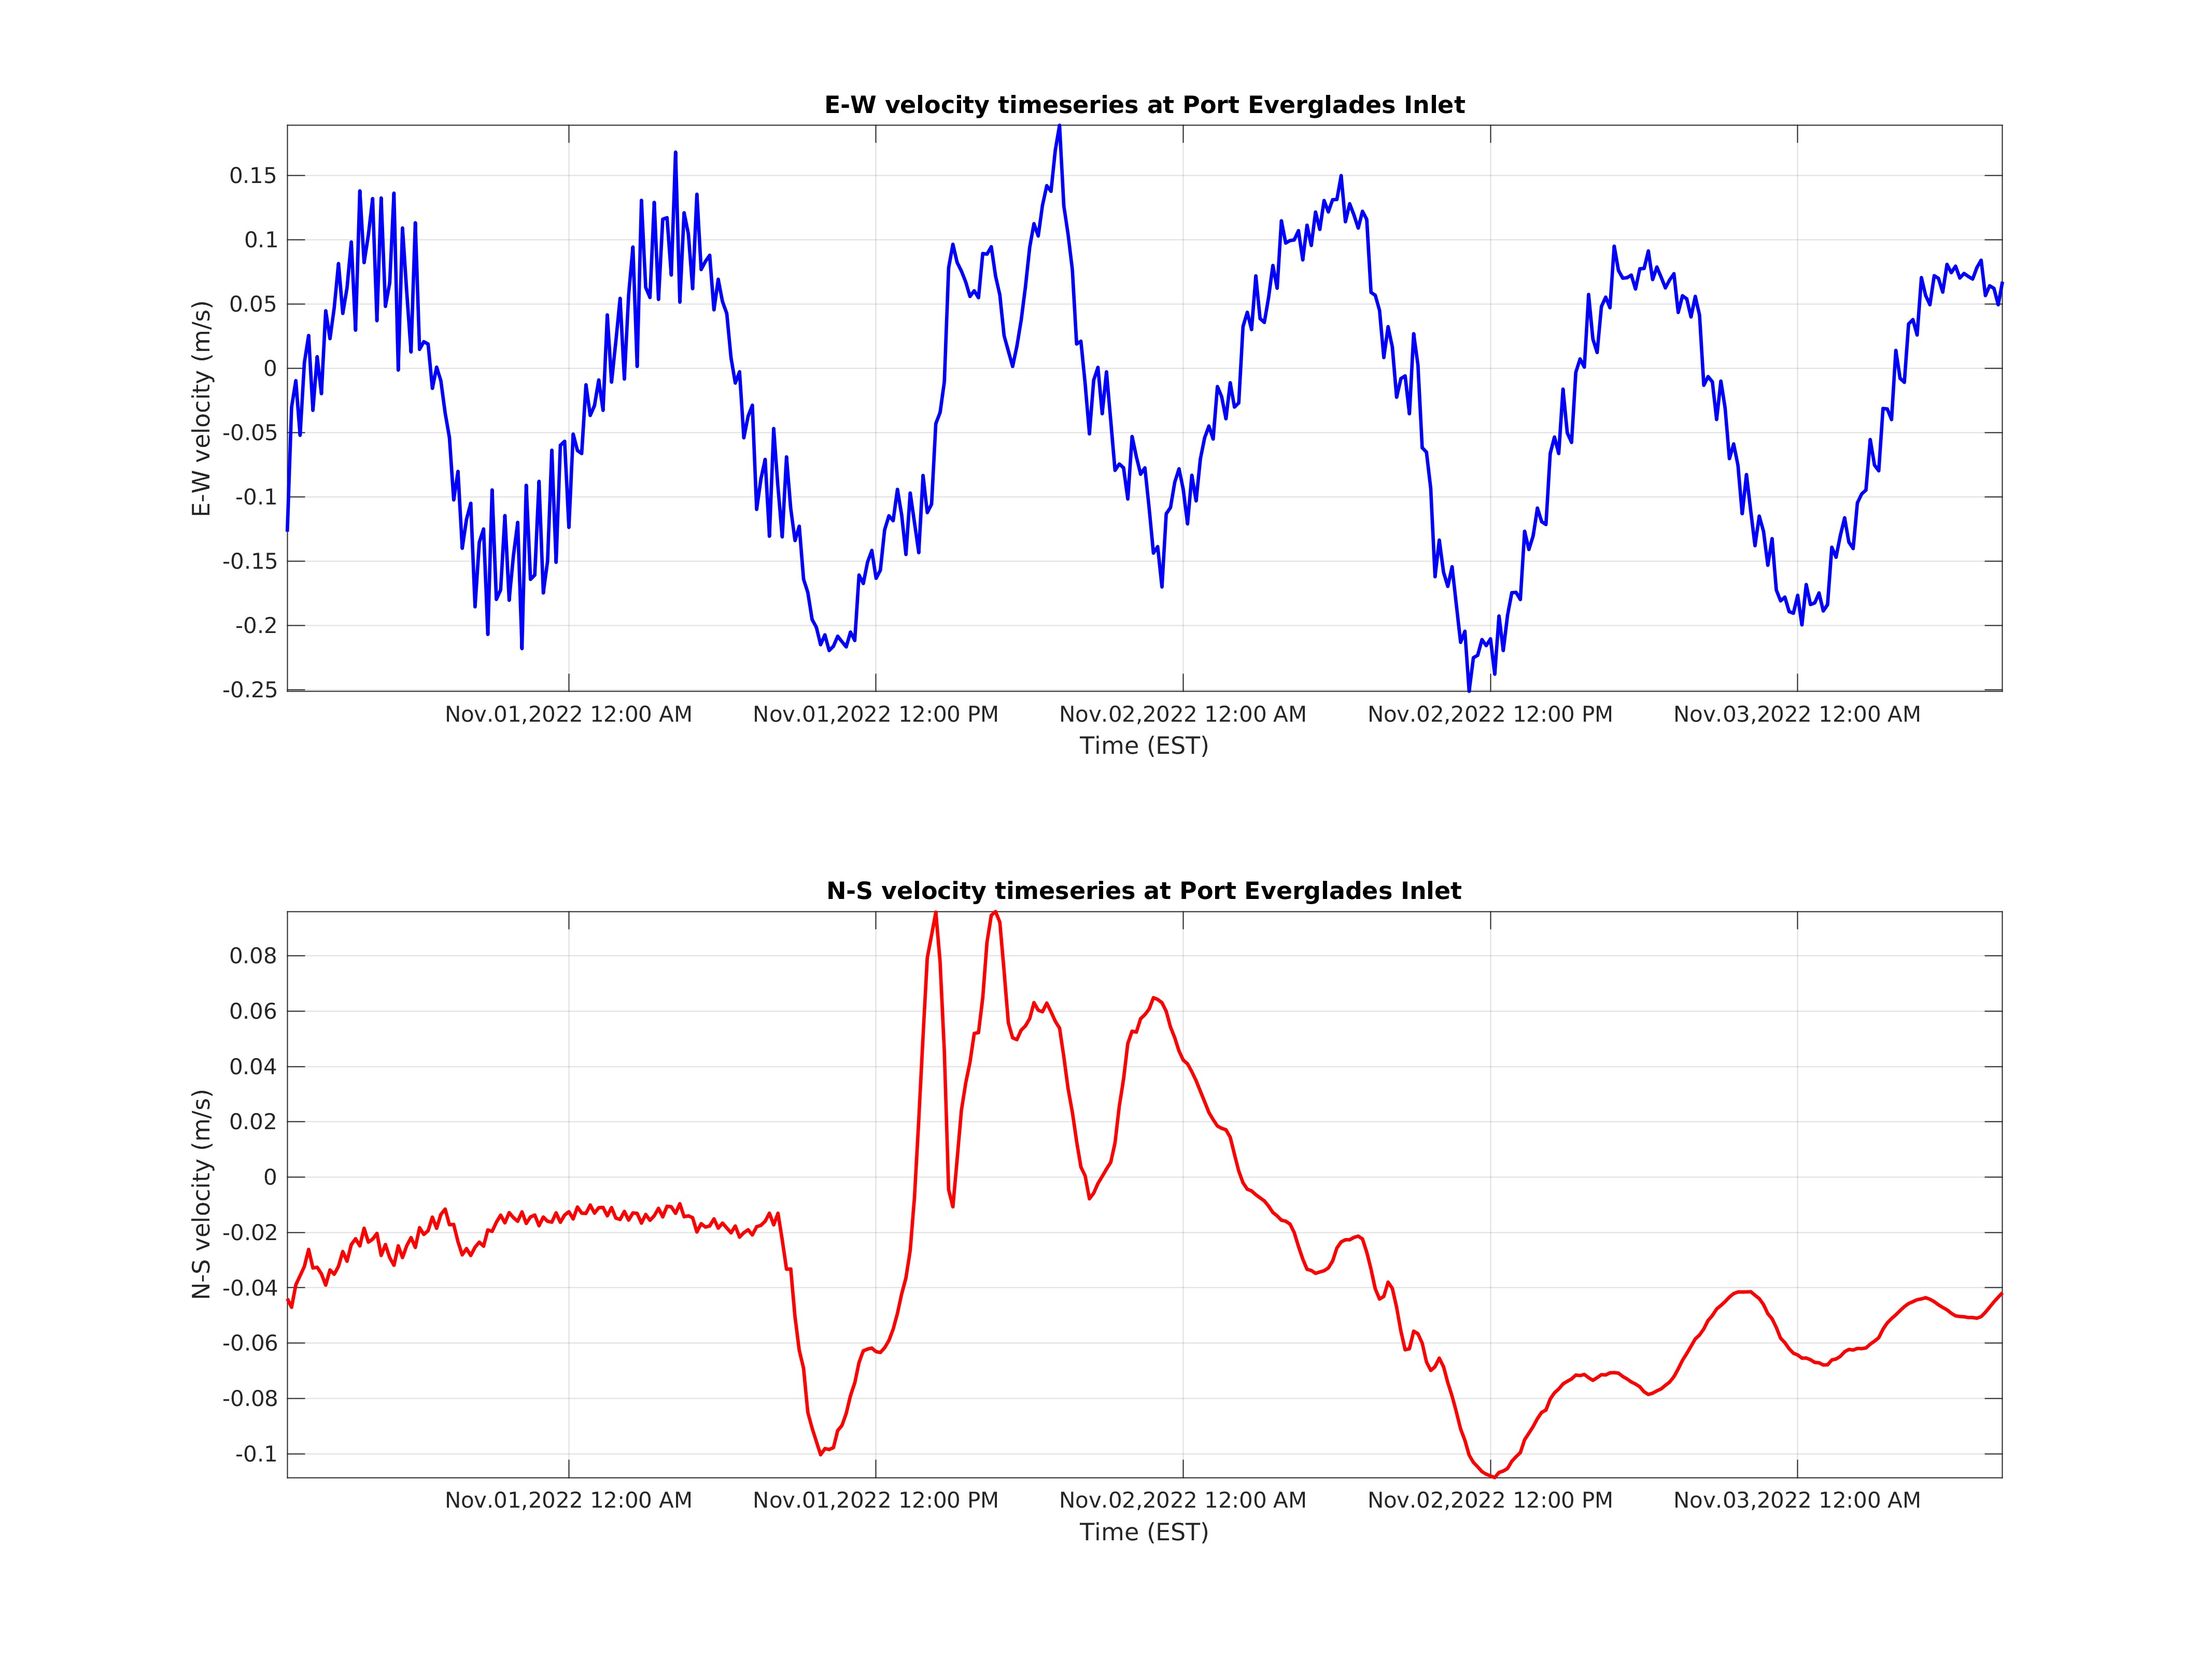 E-W velocity timeseries at Port Everglades Inlet
E-W velocity (m/s)
0.15
0.1
0.05
0
-0.05
-0.1
-0.15
-0.2
-0.25
Nov.01,2022 12:00 AM
Nov.01,2022 12:00 PM
Nov.02,2022 12:00 AM
Nov.02,2022 12:00 PM
Nov.03,2022 12:00 AM
Time (EST)
N-S velocity timeseries at Port Everglades Inlet
N-S velocity (m/s)
0.08
0.06
0.04
0.02
0
-0.02
-0.04
-0.06
-0.08
-0.1
Nov.01,2022 12:00 AM
Nov.01,2022 12:00 PM
Nov.02,2022 12:00 AM
Nov.02,2022 12:00 PM
Nov.03,2022 12:00 AM
Time (EST)